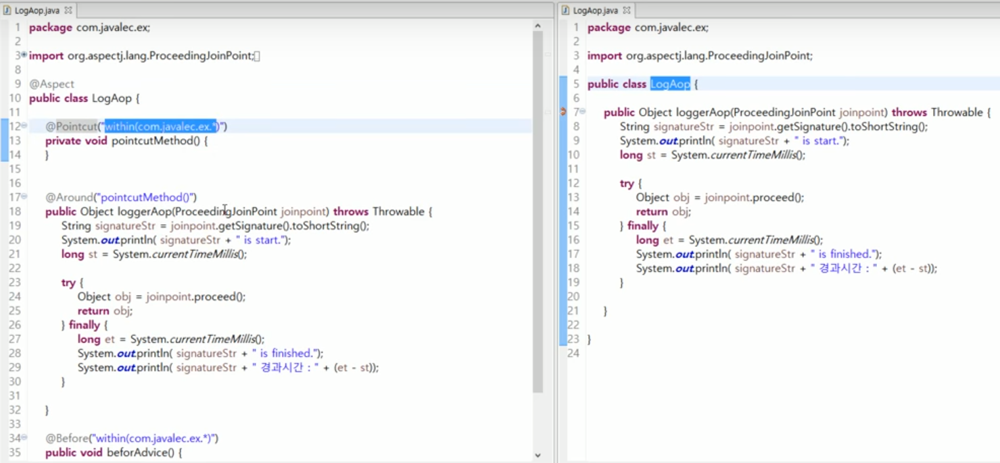 LogAop.java
1 package com.javalec.ex;
2
3 import org.aspectj.lang.ProceedingJoinPoint;
8
9 @Aspect
10 public class LogAop {
11
12 @Pointcut("within(com.javalec.ex.*)")
13 private void pointcutMethod() {
14 }
15
16
17 @Around("pointcutMethod()")
18 public Object loggerAop(ProceedingJoinPoint joinpoint) throws Throwable {
19 String signatureStr = joinpoint.getSignature().toShortString();
20 System.out.println( signatureStr + " is start.");
21 long st = System.currentTimeMillis();
22
23 try {
24 Object obj = joinpoint.proceed();
25 return obj;
26 } finally {
27 long et = System.currentTimeMillis();
28 System.out.println( signatureStr + " is finished.");
29 System.out.println( signatureStr + " 경과시간 : " + (et - st));
30 }
31
32 }
33
34 @Before("within(com.javalec.ex.*)")
35 public void beforAdvice() {
LogAop.java
1 package com.javalec.ex;
2
3 import org.aspectj.lang.ProceedingJoinPoint;
4
5 public class LogAop {
6
7 public Object loggerAop(ProceedingJoinPoint joinpoint) throws Throwable {
8 String signatureStr = joinpoint.getSignature().toShortString();
9 System.out.println( signatureStr + " is start.");
10 long st = System.currentTimeMillis();
11
12 try {
13 Object obj = joinpoint.proceed();
14 return obj;
15 } finally {
16 long et = System.currentTimeMillis();
17 System.out.println( signatureStr + " is finished.");
18 System.out.println( signatureStr + " 경과시간 : " + (et - st));
19 }
20
21 }
22
23 }
24